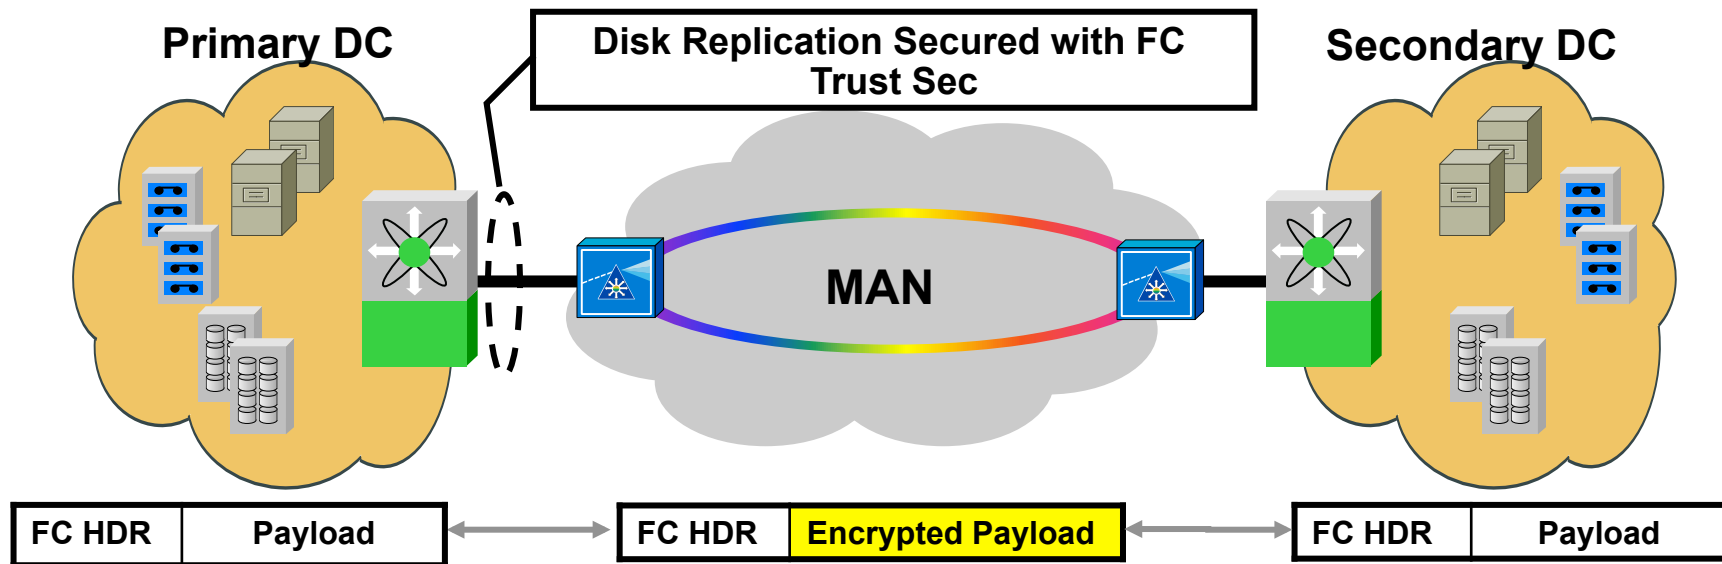 Primary DC
Disk Replication Secured with FC
Trust Sec
Secondary DC
MAN
FC HDR Payload
FC HDR Encrypted Payload
FC HDR Payload